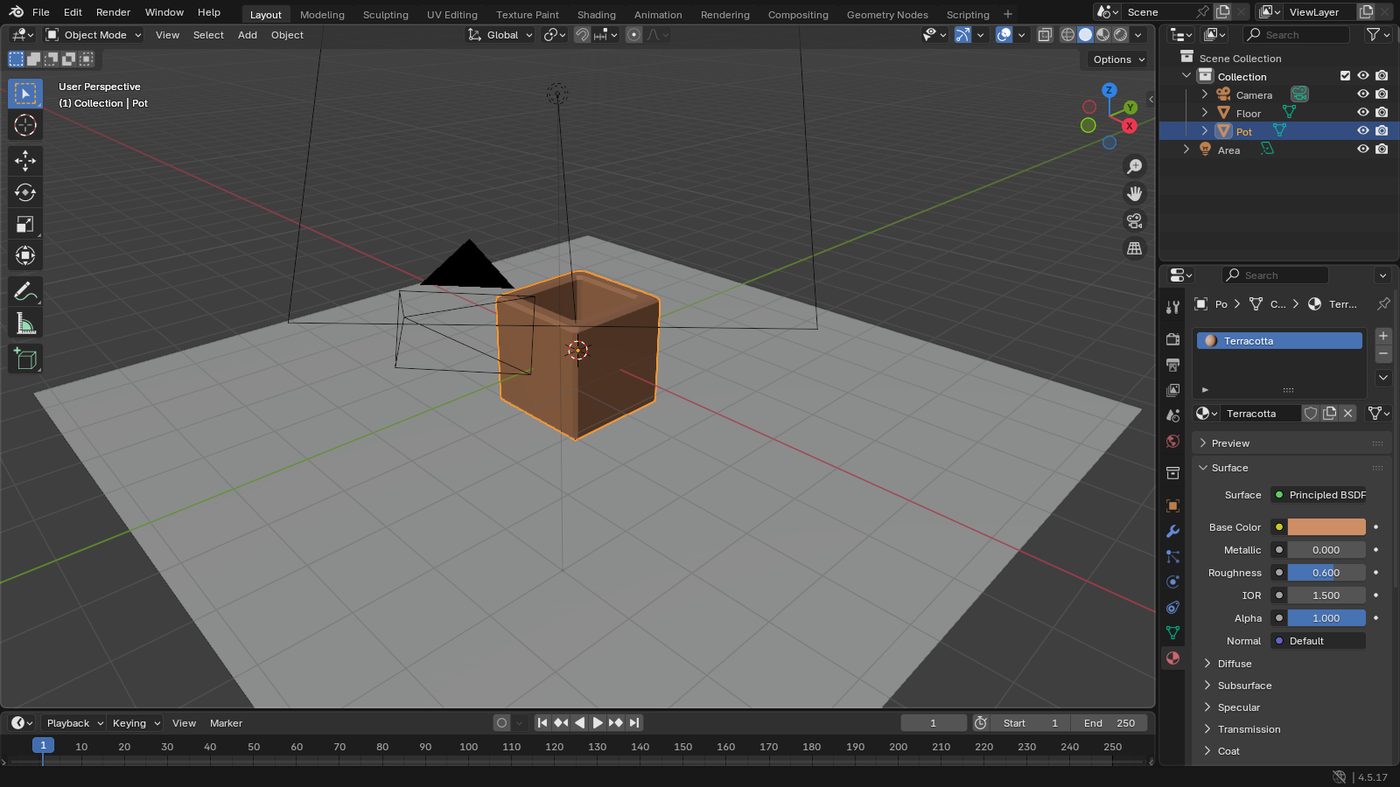 File Edit Render Window Help
Layout Modeling Sculpting UV Editing Texture Paint Shading Animation Rendering Compositing Geometry Nodes Scripting
Scene
ViewLayer
Object Mode View Select Add Object
Global
Options
User Perspective
(1) Collection | Pot
Z
Y
X
Search
Scene Collection
Collection
Camera
Floor
Pot
Area
Search
Po C... Terr...
Terracotta
Terracotta
Preview
Surface
Surface Principled BSDF
Base Color
Metallic 0.000
Roughness 0.600
IOR 1.500
Alpha 1.000
Normal Default
Diffuse
Subsurface
Specular
Transmission
Coat
Playback Keying View Marker
1 Start 1 End 250
1 10 20 30 40 50 60 70 80 90 100 110 120 130 140 150 160 170 180 190 200 210 220 230 240 250
4.5.17